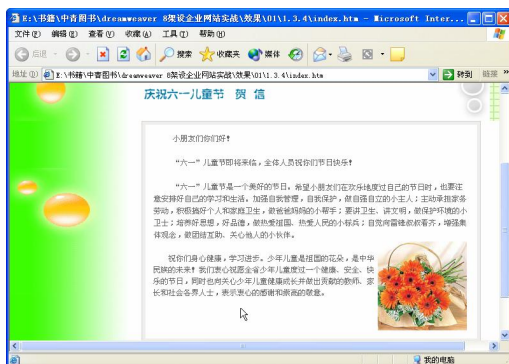 E:\书籍\中青图书\dreamweaver 8架设企业网站实战\效果\01\1.3.4\index.htm - Microsoft Inter...
文件(F) 编辑(E) 查看(V) 收藏(A) 工具(T) 帮助(H)
后退 搜索 收藏夹 媒体
地址(D) E:\书籍\中青图书\dreamweaver 8架设企业网站实战\效果\01\1.3.4\index.htm 转到 链接 »
庆祝六一儿童节 贺 信
小朋友们你们好!
“六一”儿童节即将来临,全体人员祝你们节日快乐!
“六一”儿童节是一个美好的节日。希望小朋友们在欢乐地度过自己的节日时,也要注
意安排好自己的学习和生活。加强自我管理,自我保护,做自强自立的小主人;主动承担家务
劳动,积极搞好个人和家庭卫生,做爸爸妈妈的小帮手;要讲卫生、讲文明,做保护环境的小
卫士;培养好思想,好品德,做热爱祖国、热爱人民的小标兵;自觉向雷锋叔叔看齐,增强集
体观念,做团结互助、关心他人的小伙伴。
祝你们身心健康,学习进步。少年儿童是祖国的花朵,是中华
民族的未来!我们衷心祝愿全省少年儿童度过一个健康、安全、快
乐的节日,同时也向关心少年儿童健康成长并做出贡献的教师、家
长和社会各界人士,表示衷心的感谢和崇高的敬意。
我的电脑